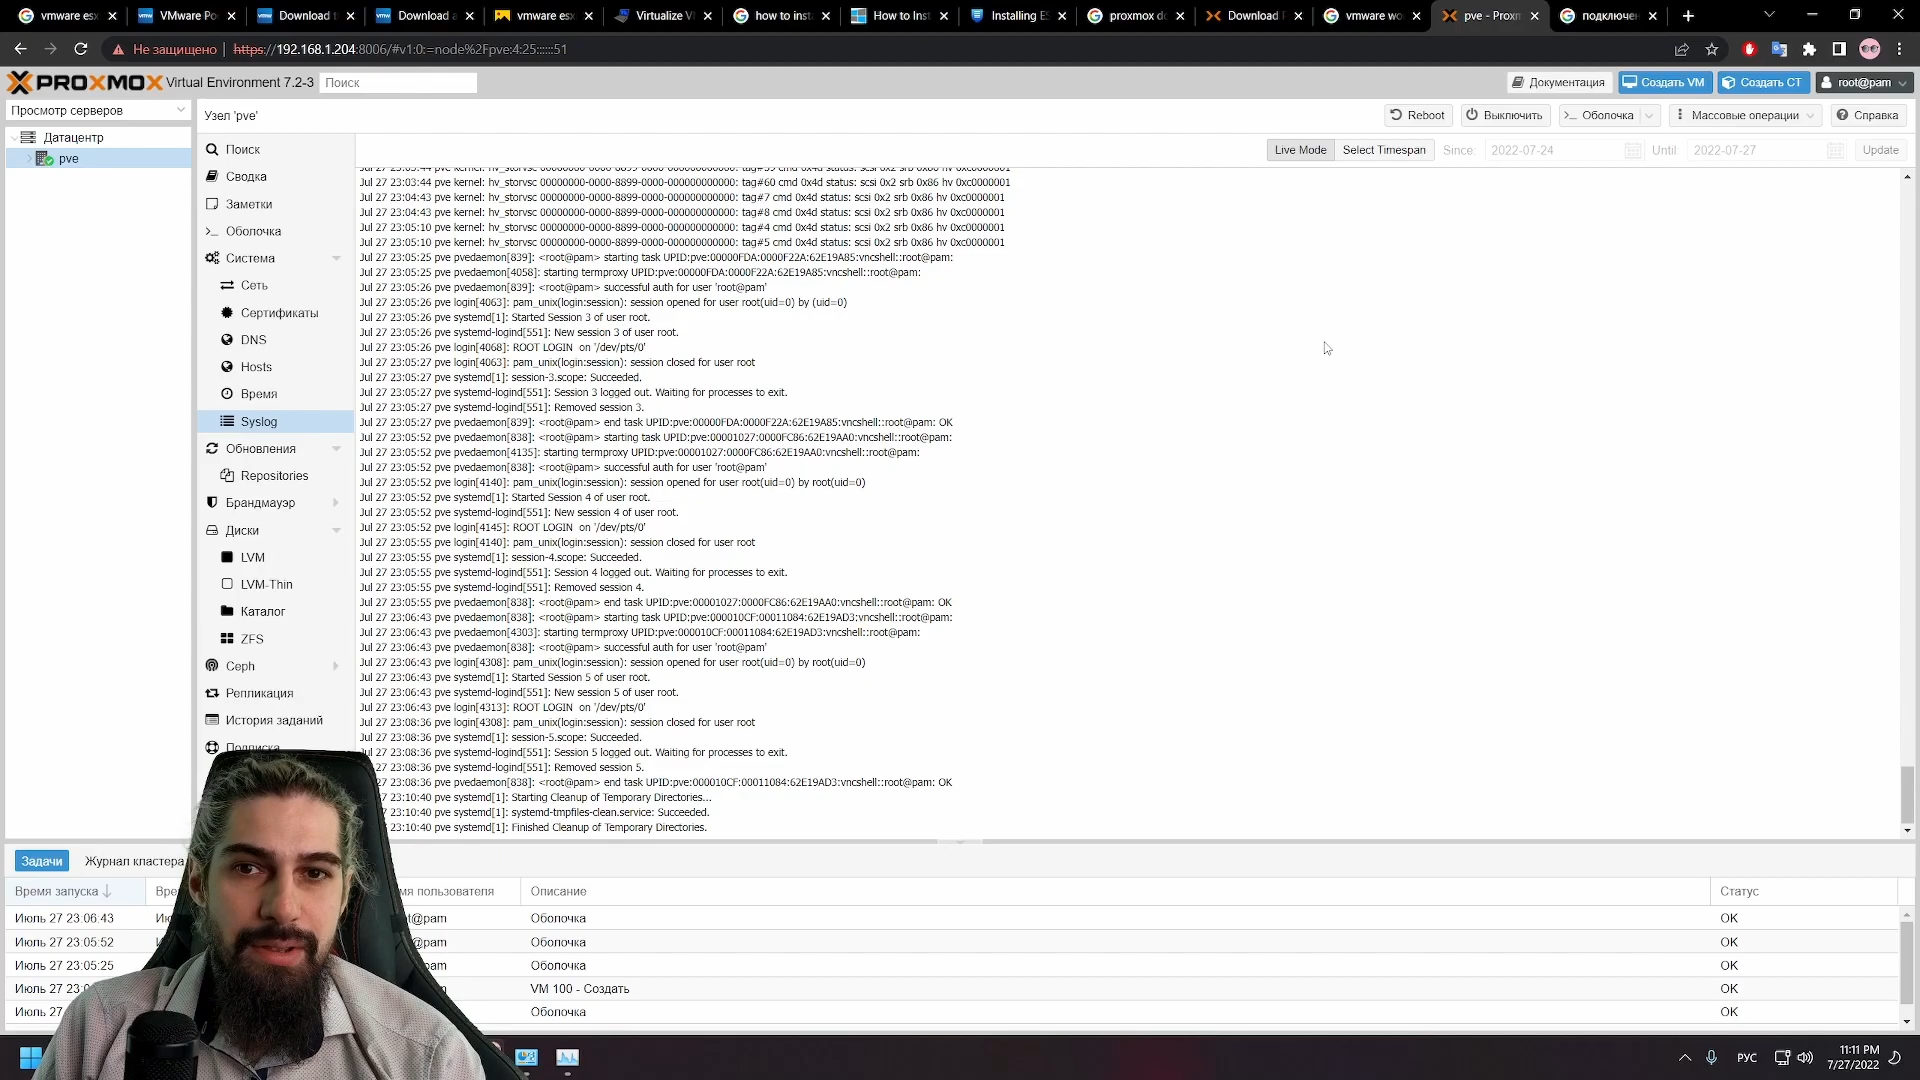 vmware esx
VMware Po
Download t
Download a
vmware esx
Virtualize V
how to inst
How to Inst
Installing ES
proxmox do
Download P
vmware wo
pve - Proxm
подключен
Не защищено https://192.168.1.204:8006/#v1:0:=node%2Fpve:4:25::::::51
PROXMOX Virtual Environment 7.2-3 Поиск
Документация Создать VM Создать CT root@pam
Просмотр серверов
Узел 'pve'
Reboot Выключить Оболочка Массовые операции Справка
Датацентр
pve
Live Mode Select Timespan Since: 2022-07-24 Until: 2022-07-27 Update
Поиск
Сводка
Заметки
Оболочка
Система
Сеть
Сертификаты
DNS
Hosts
Время
Syslog
Обновления
Repositories
Брандмауэр
Диски
LVM
LVM-Thin
Каталог
ZFS
Ceph
Репликация
История заданий
Подписка
Jul 27 23:03:44 pve kernel: hv_storvsc 00000000-0000-8899-0000-000000000000: tag#59 cmd 0x4d status: scsi 0x2 srb 0x86 hv 0xc0000001
Jul 27 23:03:44 pve kernel: hv_storvsc 00000000-0000-8899-0000-000000000000: tag#60 cmd 0x4d status: scsi 0x2 srb 0x86 hv 0xc0000001
Jul 27 23:04:43 pve kernel: hv_storvsc 00000000-0000-8899-0000-000000000000: tag#7 cmd 0x4d status: scsi 0x2 srb 0x86 hv 0xc0000001
Jul 27 23:04:43 pve kernel: hv_storvsc 00000000-0000-8899-0000-000000000000: tag#8 cmd 0x4d status: scsi 0x2 srb 0x86 hv 0xc0000001
Jul 27 23:05:10 pve kernel: hv_storvsc 00000000-0000-8899-0000-000000000000: tag#4 cmd 0x4d status: scsi 0x2 srb 0x86 hv 0xc0000001
Jul 27 23:05:10 pve kernel: hv_storvsc 00000000-0000-8899-0000-000000000000: tag#5 cmd 0x4d status: scsi 0x2 srb 0x86 hv 0xc0000001
Jul 27 23:05:25 pve pvedaemon[839]: <root@pam> starting task UPID:pve:00000FDA:0000F22A:62E19A85:vncshell::root@pam:
Jul 27 23:05:25 pve pvedaemon[4058]: starting termproxy UPID:pve:00000FDA:0000F22A:62E19A85:vncshell::root@pam:
Jul 27 23:05:26 pve pvedaemon[839]: <root@pam> successful auth for user 'root@pam'
Jul 27 23:05:26 pve login[4063]: pam_unix(login:session): session opened for user root(uid=0) by (uid=0)
Jul 27 23:05:26 pve systemd[1]: Started Session 3 of user root.
Jul 27 23:05:26 pve systemd-logind[551]: New session 3 of user root.
Jul 27 23:05:26 pve login[4068]: ROOT LOGIN on '/dev/pts/0'
Jul 27 23:05:27 pve login[4063]: pam_unix(login:session): session closed for user root
Jul 27 23:05:27 pve systemd[1]: session-3.scope: Succeeded.
Jul 27 23:05:27 pve systemd-logind[551]: Session 3 logged out. Waiting for processes to exit.
Jul 27 23:05:27 pve systemd-logind[551]: Removed session 3.
Jul 27 23:05:27 pve pvedaemon[839]: <root@pam> end task UPID:pve:00000FDA:0000F22A:62E19A85:vncshell::root@pam: OK
Jul 27 23:05:52 pve pvedaemon[838]: <root@pam> starting task UPID:pve:00001027:0000FC86:62E19AA0:vncshell::root@pam:
Jul 27 23:05:52 pve pvedaemon[4135]: starting termproxy UPID:pve:00001027:0000FC86:62E19AA0:vncshell::root@pam:
Jul 27 23:05:52 pve pvedaemon[838]: <root@pam> successful auth for user 'root@pam'
Jul 27 23:05:52 pve login[4140]: pam_unix(login:session): session opened for user root(uid=0) by root(uid=0)
Jul 27 23:05:52 pve systemd[1]: Started Session 4 of user root.
Jul 27 23:05:52 pve systemd-logind[551]: New session 4 of user root.
Jul 27 23:05:52 pve login[4145]: ROOT LOGIN on '/dev/pts/0'
Jul 27 23:05:55 pve login[4140]: pam_unix(login:session): session closed for user root
Jul 27 23:05:55 pve systemd[1]: session-4.scope: Succeeded.
Jul 27 23:05:55 pve systemd-logind[551]: Session 4 logged out. Waiting for processes to exit.
Jul 27 23:05:55 pve systemd-logind[551]: Removed session 4.
Jul 27 23:05:55 pve pvedaemon[838]: <root@pam> end task UPID:pve:00001027:0000FC86:62E19AA0:vncshell::root@pam: OK
Jul 27 23:06:43 pve pvedaemon[838]: <root@pam> starting task UPID:pve:000010CF:00011084:62E19AD3:vncshell::root@pam:
Jul 27 23:06:43 pve pvedaemon[4303]: starting termproxy UPID:pve:000010CF:00011084:62E19AD3:vncshell::root@pam:
Jul 27 23:06:43 pve pvedaemon[838]: <root@pam> successful auth for user 'root@pam'
Jul 27 23:06:43 pve login[4308]: pam_unix(login:session): session opened for user root(uid=0) by root(uid=0)
Jul 27 23:06:43 pve systemd[1]: Started Session 5 of user root.
Jul 27 23:06:43 pve systemd-logind[551]: New session 5 of user root.
Jul 27 23:06:43 pve login[4313]: ROOT LOGIN on '/dev/pts/0'
Jul 27 23:08:36 pve login[4308]: pam_unix(login:session): session closed for user root
Jul 27 23:08:36 pve systemd[1]: session-5.scope: Succeeded.
Jul 27 23:08:36 pve systemd-logind[551]: Session 5 logged out. Waiting for processes to exit.
Jul 27 23:08:36 pve systemd-logind[551]: Removed session 5.
27 23:08:36 pve pvedaemon[838]: <root@pam> end task UPID:pve:000010CF:00011084:62E19AD3:vncshell::root@pam: OK
27 23:10:40 pve systemd[1]: Starting Cleanup of Temporary Directories...
23:10:40 pve systemd[1]: systemd-tmpfiles-clean.service: Succeeded.
23:10:40 pve systemd[1]: Finished Cleanup of Temporary Directories.
Задачи Журнал кластера
Время запуска Вре мя пользователя Описание Статус
Июль 27 23:06:43 Ию t@pam Оболочка OK
Июль 27 23:05:52 @pam Оболочка OK
Июль 27 23:05:25 pam Оболочка OK
Июль 27 23:0 VM 100 - Создать OK
Июль 27 Оболочка OK
РУС
11:11 PM
7/27/2022